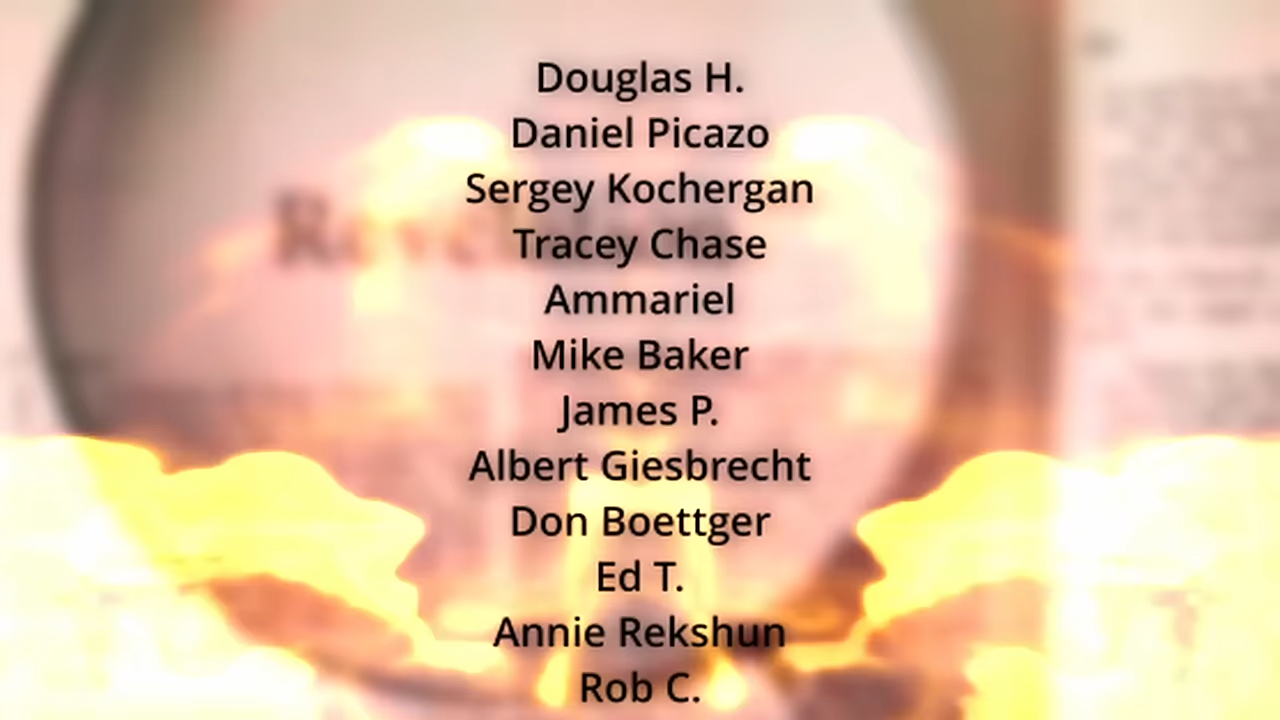 Douglas H.
Daniel Picazo
Sergey Kochergan
Tracey Chase
Ammariel
Mike Baker
James P.
Albert Giesbrecht
Don Boettger
Ed T.
Annie Rekshun
Rob C.